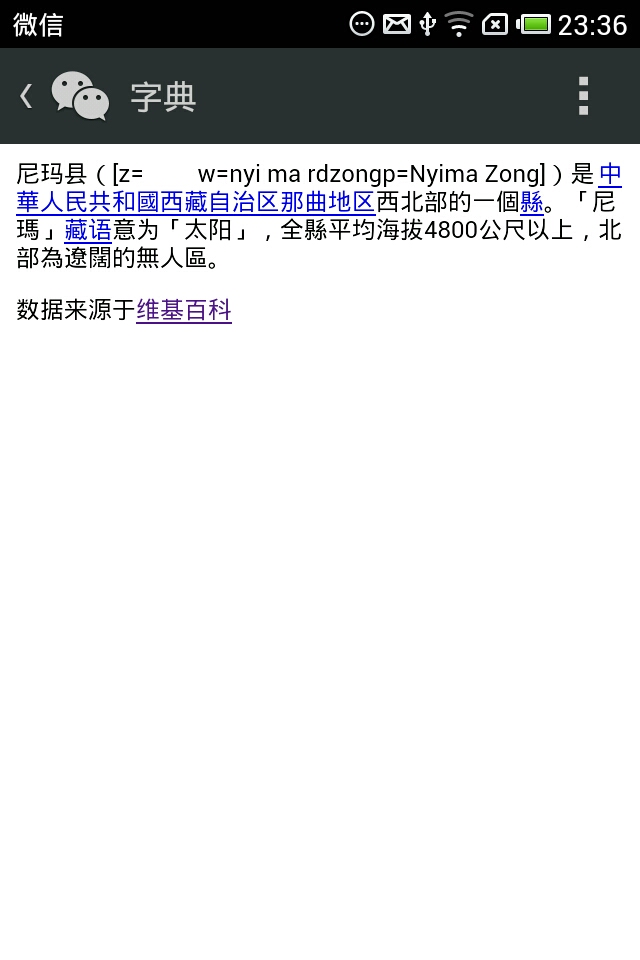 微信 23:36
字典
尼玛县（[z= w=nyi ma rdzongp=Nyima Zong]）是中
華人民共和國西藏自治区那曲地区西北部的一個縣。「尼
瑪」藏语意为「太阳」，全縣平均海拔4800公尺以上，北
部為遼闊的無人區。
数据来源于维基百科